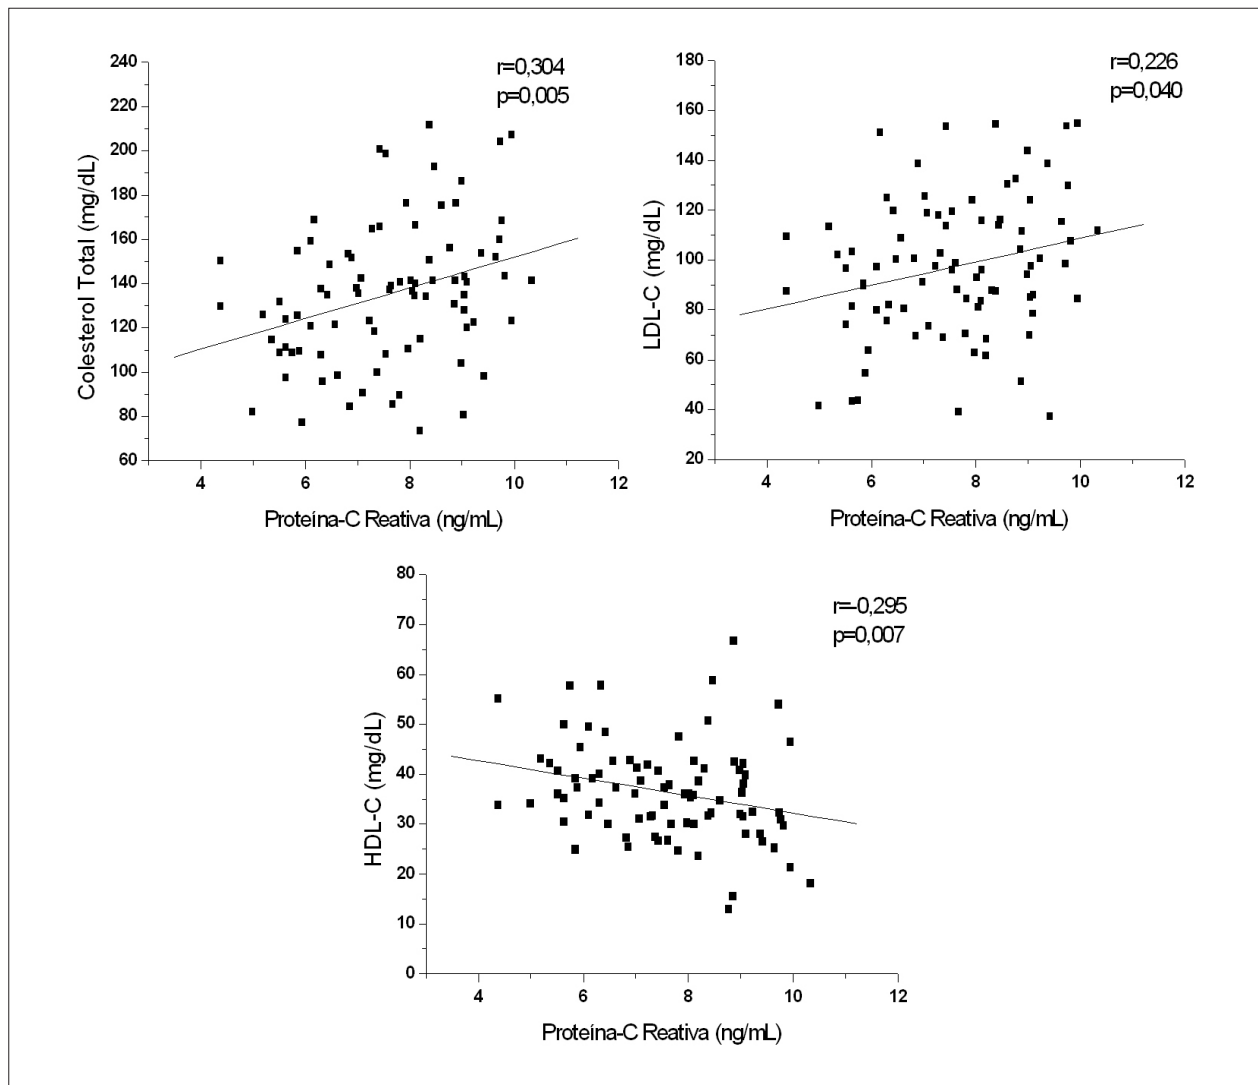 r=0,304
p=0,005
240
220
200
180
160
140
120
100
80
60
Colesterol Total (mg/dL)
4 6 8 10 12
Proteína-C Reativa (ng/mL)
r=0,226
p=0,040
180
160
140
120
100
80
60
40
20
LDL-C (mg/dL)
4 6 8 10 12
Proteína-C Reativa (ng/mL)
r=-0,295
p=0,007
80
70
60
50
40
30
20
10
0
HDL-C (mg/dL)
4 6 8 10 12
Proteína-C Reativa (ng/mL)